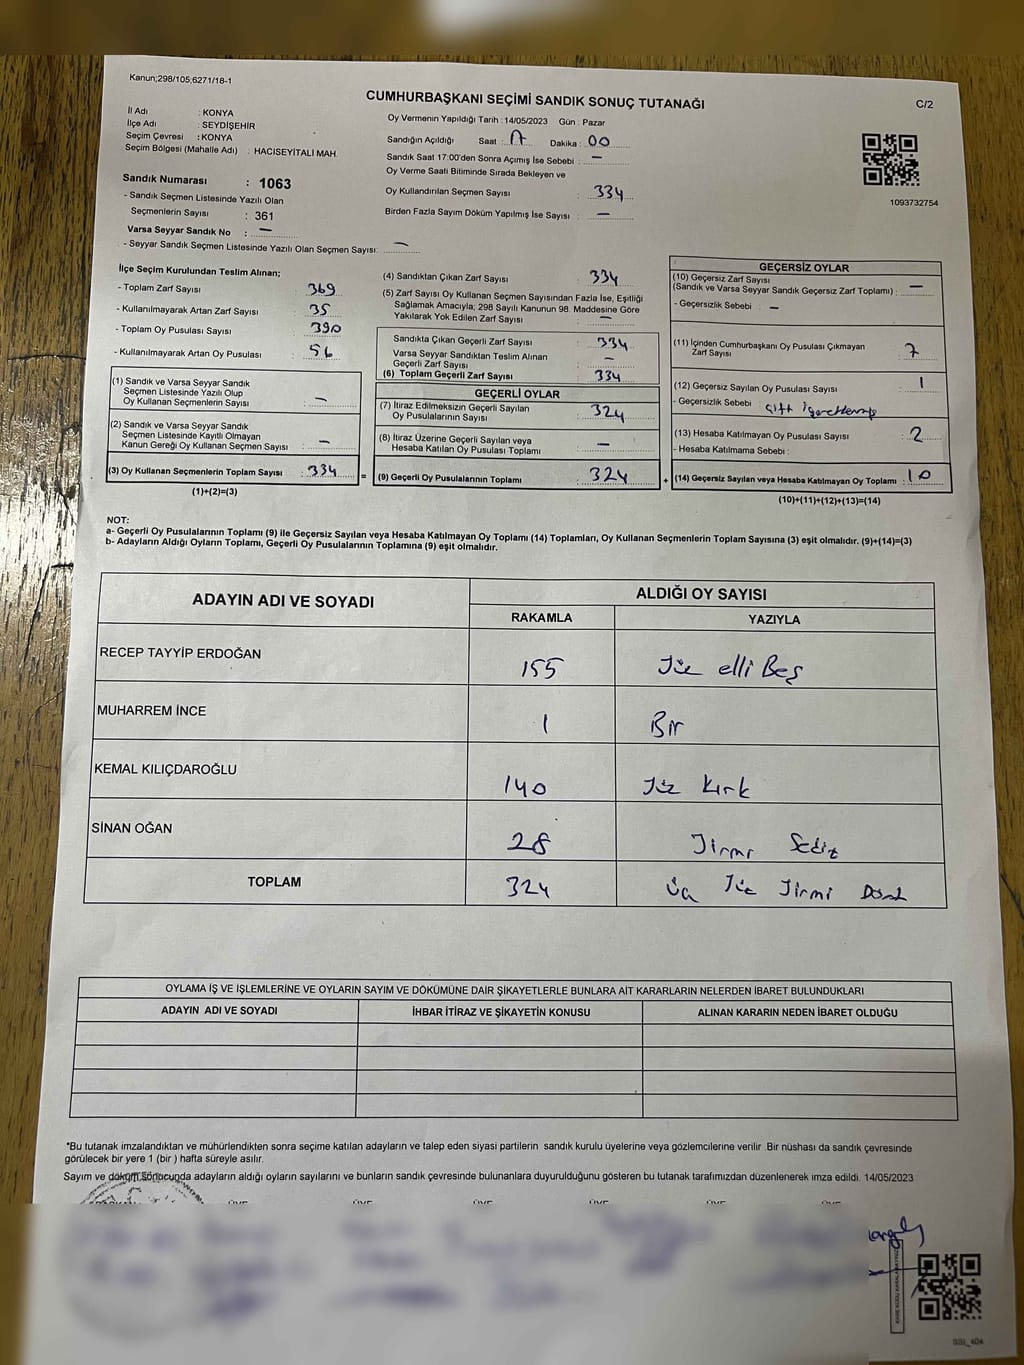 Kanun;298/105,6271/18-1
CUMHURBAŞKANI SEÇİMİ SANDIK SONUÇ TUTANAĞI
C/2
İl Adı : KONYA
İlçe Adı : SEYDİŞEHİR
Seçim Çevresi : KONYA
Seçim Bölgesi (Mahalle Adı) : HACISEYİTALİ MAH.
Sandık Numarası : 1063
- Sandık Seçmen Listesinde Yazılı Olan
Seçmenlerin Sayısı : 361
Varsa Seyyar Sandık No : —
- Seyyar Sandık Seçmen Listesinde Yazılı Olan Seçmen Sayısı: —
Oy Vermenin Yapıldığı Tarih : 14/05/2023 Gün : Pazar
Sandığın Açıldığı Saat : 17 Dakika : 00
Sandık Saat 17:00'den Sonra Açımış İse Sebebi : —
Oy Verme Saati Bitiminde Sırada Bekleyen ve
Oy Kullandırılan Seçmen Sayısı : 334
Birden Fazla Sayım Döküm Yapılmış İse Sayısı : —
1093732754
İlçe Seçim Kurulundan Teslim Alınan;
- Toplam Zarf Sayısı : 369
- Kullanılmayarak Artan Zarf Sayısı : 35
- Toplam Oy Pusulası Sayısı : 390
- Kullanılmayarak Artan Oy Pusulası : 56
(1) Sandık ve Varsa Seyyar Sandık
Seçmen Listesinde Yazılı Olup
Oy Kullanan Seçmenlerin Sayısı : —
(2) Sandık ve Varsa Seyyar Sandık
Seçmen Listesinde Kayıtlı Olmayan
Kanun Gereği Oy Kullanan Seçmen Sayısı : —
(3) Oy Kullanan Seçmenlerin Toplam Sayısı : 334
(1)+(2)=(3)
(4) Sandıktan Çıkan Zarf Sayısı : 334
(5) Zarf Sayısı Oy Kullanan Seçmen Sayısından Fazla İse, Eşitliği
Sağlamak Amacıyla; 298 Sayılı Kanunun 98. Maddesine Göre
Yakılarak Yok Edilen Zarf Sayısı : —
Sandıkta Çıkan Geçerli Zarf Sayısı : 334
Varsa Seyyar Sandıktan Teslim Alınan
Geçerli Zarf Sayısı : —
(6) Toplam Geçerli Zarf Sayısı : 334
GEÇERLİ OYLAR
(7) İtiraz Edilmeksizin Geçerli Sayılan
Oy Pusulalarının Sayısı : 324
(8) İtiraz Üzerine Geçerli Sayılan veya
Hesaba Katılan Oy Pusulası Toplamı : —
= (9) Geçerli Oy Pusulalarının Toplamı : 324
GEÇERSİZ OYLAR
(10) Geçersiz Zarf Sayısı
(Sandık ve Varsa Seyyar Sandık Geçersiz Zarf Toplamı) : —
- Geçersizlik Sebebi : —
(11) İçinden Cumhurbaşkanı Oy Pusulası Çıkmayan
Zarf Sayısı : 7
(12) Geçersiz Sayılan Oy Pusulası Sayısı : 1
- Geçersizlik Sebebi : çift
(13) Hesaba Katılmayan Oy Pusulası Sayısı : 2
- Hesaba Katılmama Sebebi :
+ (14) Geçersiz Sayılan veya Hesaba Katılmayan Oy Toplamı : 10
(10)+(11)+(12)+(13)=(14)
NOT:
a- Geçerli Oy Pusulalarının Toplamı (9) ile Geçersiz Sayılan veya Hesaba Katılmayan Oy Toplamı (14) Toplamları, Oy Kullanan Seçmenlerin Toplam Sayısına (3) eşit olmalıdır. (9)+(14)=(3)
b- Adayların Aldığı Oyların Toplamı, Geçerli Oy Pusulalarının Toplamına (9) eşit olmalıdır.
ADAYIN ADI VE SOYADI
ALDIĞI OY SAYISI
RAKAMLA YAZIYLA
RECEP TAYYİP ERDOĞAN 155 Yüz elli Beş
MUHARREM İNCE 1 Bir
KEMAL KILIÇDAROĞLU 140 Yüz Kırk
SİNAN OĞAN 28 Yirmi Sekiz
TOPLAM 324 Üç Yüz Yirmi Dört
OYLAMA İŞ VE İŞLEMLERİNE VE OYLARIN SAYIM VE DÖKÜMÜNE DAİR ŞİKAYETLERLE BUNLARA AİT KARARLARIN NELERDEN İBARET BULUNDUKLARI
ADAYIN ADI VE SOYADI İHBAR İTİRAZ VE ŞİKAYETİN KONUSU ALINAN KARARIN NEDEN İBARET OLDUĞU
*Bu tutanak imzalandıktan ve mühürlendikten sonra seçime katılan adayların ve talep eden siyasi partilerin sandık kurulu üyelerine veya gözlemcilerine verilir. Bir nüshası da sandık çevresinde
görülecek bir yere 1 (bir ) hafta süreyle asılır.
Sayım ve döküm sonucunda adayların aldığı oyların sayılarını ve bunların sandık çevresinde bulunanlara duyurulduğunu gösteren bu tutanak tarafımızdan düzenlenerek imza edildi. 14/05/2023